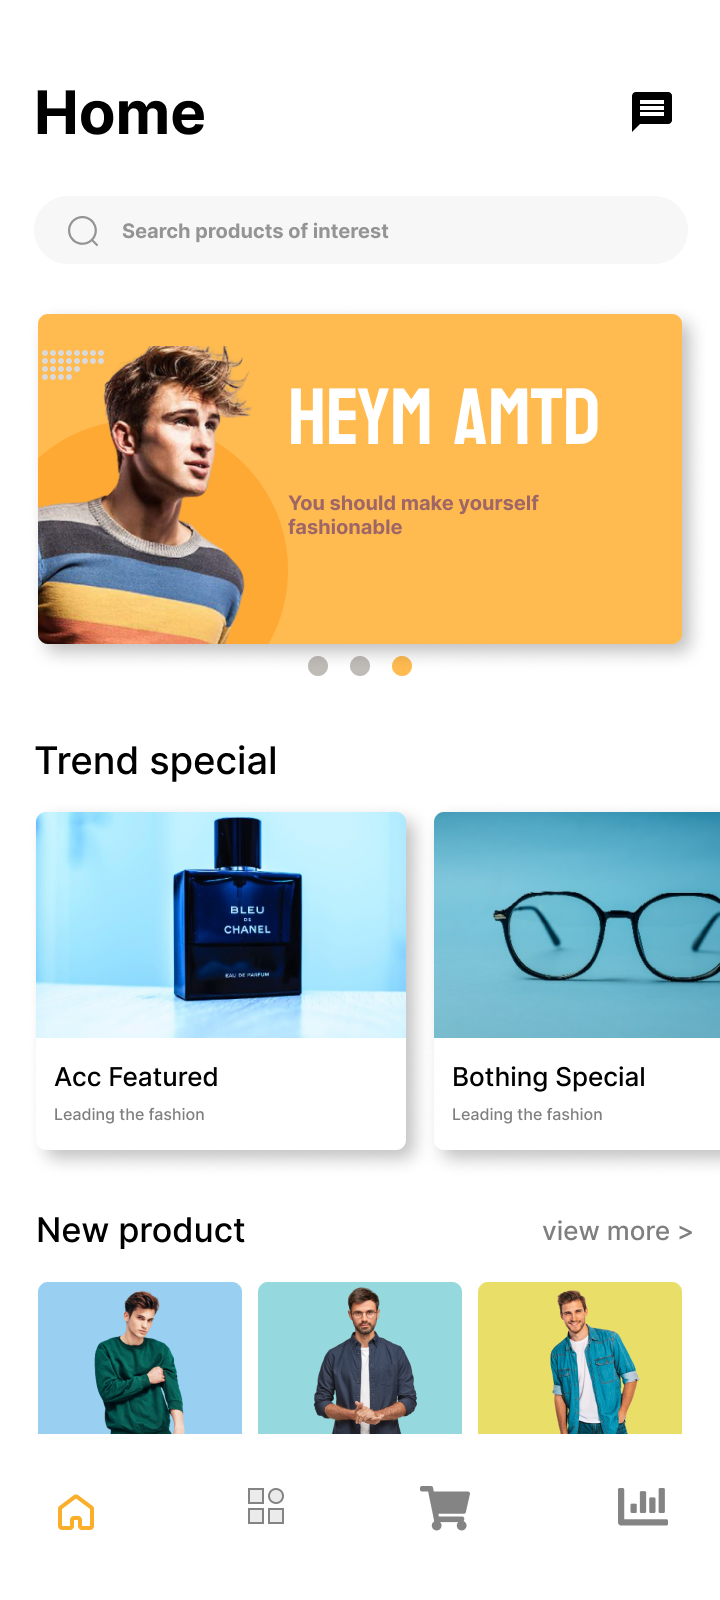 Home
Search products of interest
HEYM AMTD
You should make yourself
fashionable
Trend special
BLEU
DE
CHANEL
EAU DE PARFUM
Acc Featured
Leading the fashion
Bothing Special
Leading the fashion
New product
view more >